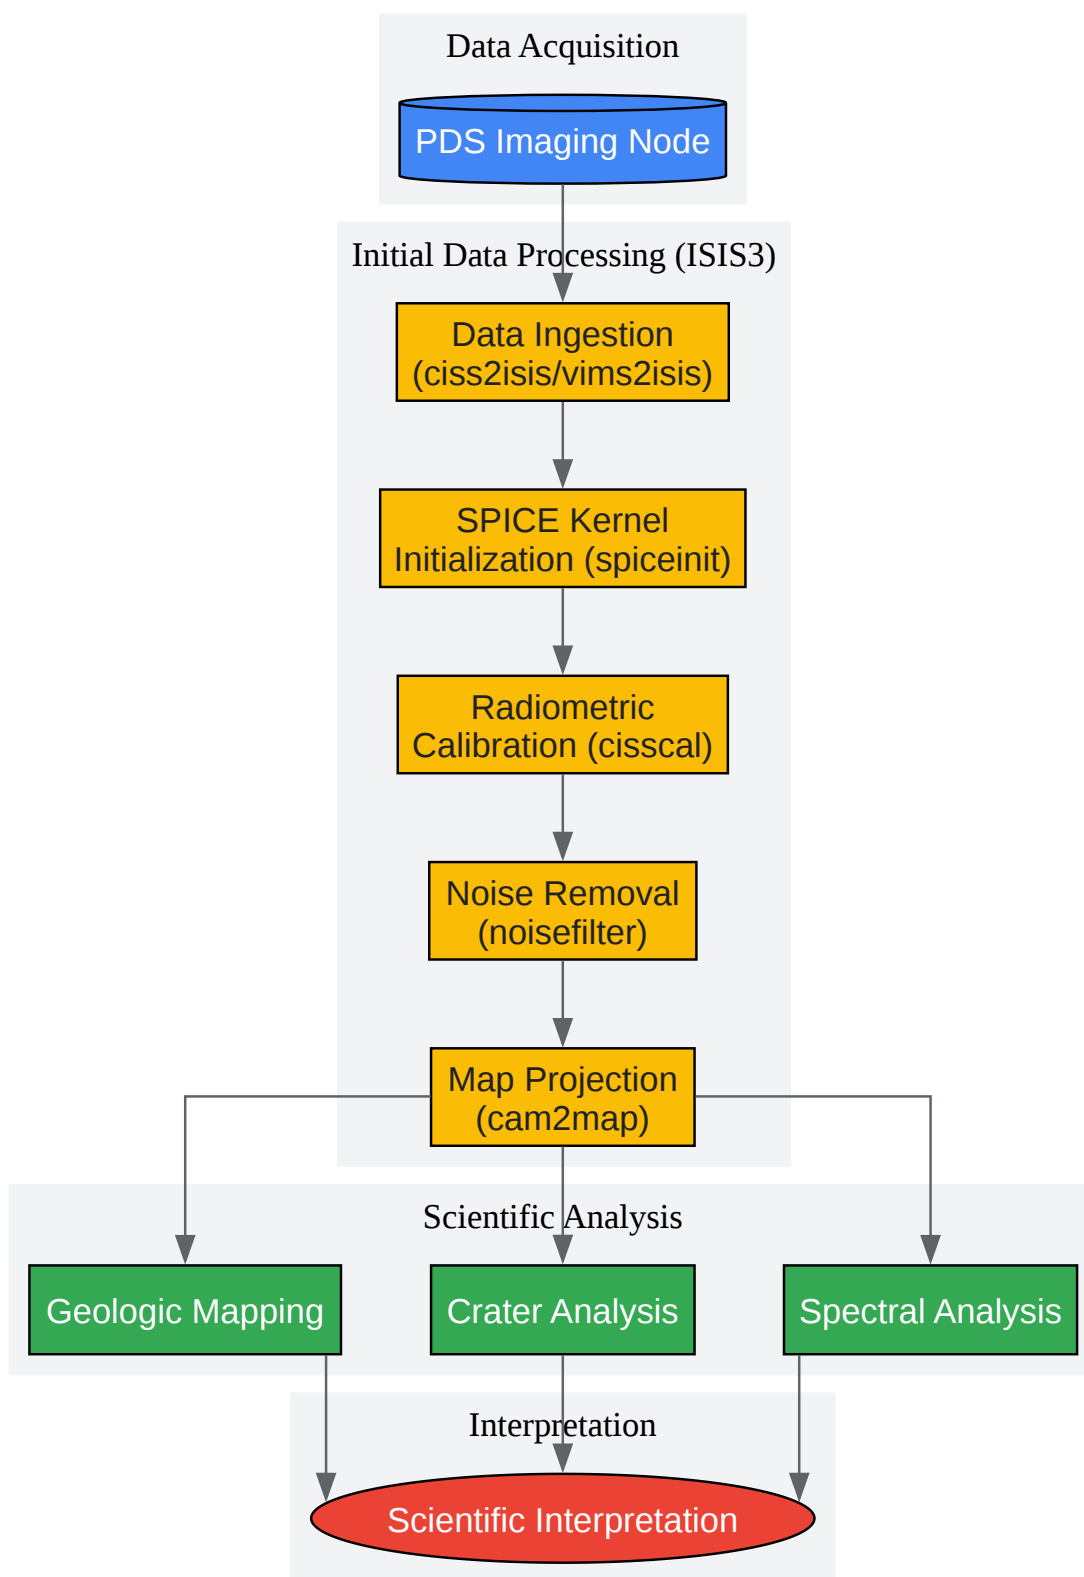 Data Acquisition
PDS Imaging Node
Initial Data Processing (ISIS3)
Data Ingestion
(ciss2isis/vims2isis)
SPICE Kernel
Initialization (spiceinit)
Radiometric
Calibration (cisscal)
Noise Removal
(noisefilter)
Map Projection
(cam2map)
Scientific Analysis
Geologic Mapping
Crater Analysis
Spectral Analysis
Interpretation
Scientific Interpretation